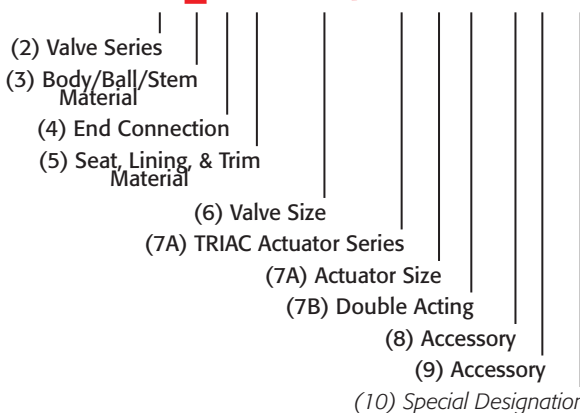 (2) Valve Series
(3) Body/Ball/Stem
Material
(4) End Connection
(5) Seat, Lining, & Trim
Material
(6) Valve Size
(7A) TRIAC Actuator Series
(7A) Actuator Size
(7B) Double Acting
(8) Accessory
(9) Accessory
(10) Special Designation